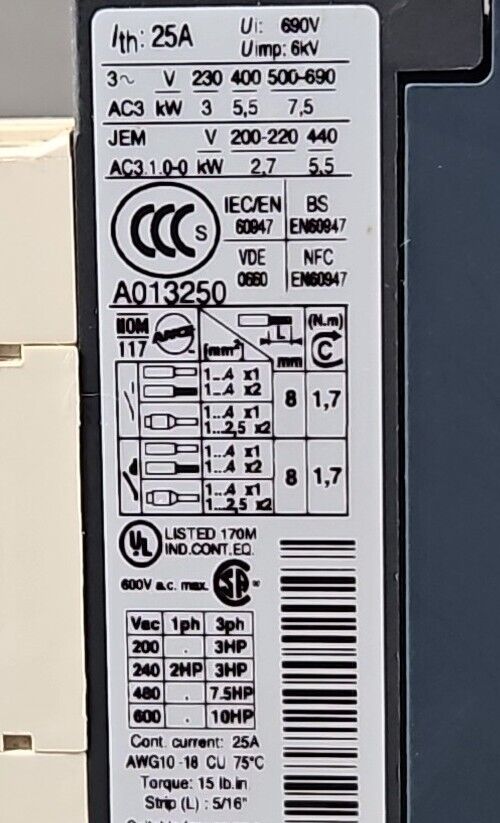 Ith: 25A Ui: 690V
Uimp: 6kV
3~ V 230 400 500-690
AC3 kW 3 5,5 7,5
JEM V 200-220 440
AC3.1.0-0 kW 2,7 5,5
CCC S IEC/EN 60947 BS EN60947
VDE 0660 NFC EN60947
A013250
NOM 117 ANCE [mm²] L mm (N.m) C
1...4 x1
1...4 x2
1...4 x1
1...2,5 x2
8 1,7
1...4 x1
1...4 x2
1...4 x1
1...2,5 x2
8 1,7
UL LISTED 170M
IND.CONT.EQ.
600V a.c. max. SA ®
Vac 1ph 3ph
200 . 3HP
240 2HP 3HP
480 . 7.5HP
600 . 10HP
Cont. current: 25A
AWG10-18 CU 75°C
Torque: 15 lb.in
Strip (L) : 5/16"